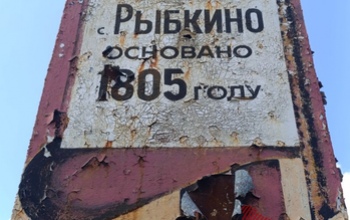 с. Рыбкино
основано
1805 году